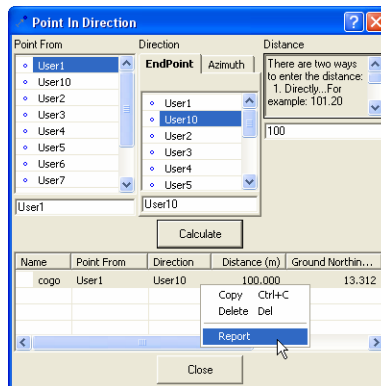 Point In Direction
Point From
Direction
Distance
User1
User10
User2
User3
User4
User5
User6
User7
User1
EndPoint
Azimuth
User1
User10
User2
User3
User4
User5
User10
There are two ways
to enter the distance:
1. Directly...For
example: 101.20
100
Calculate
Name Point From Direction Distance (m) Ground Northin...
cogo User1 User10 100.000 13.312
Copy Ctrl+C
Delete Del
Report
Close